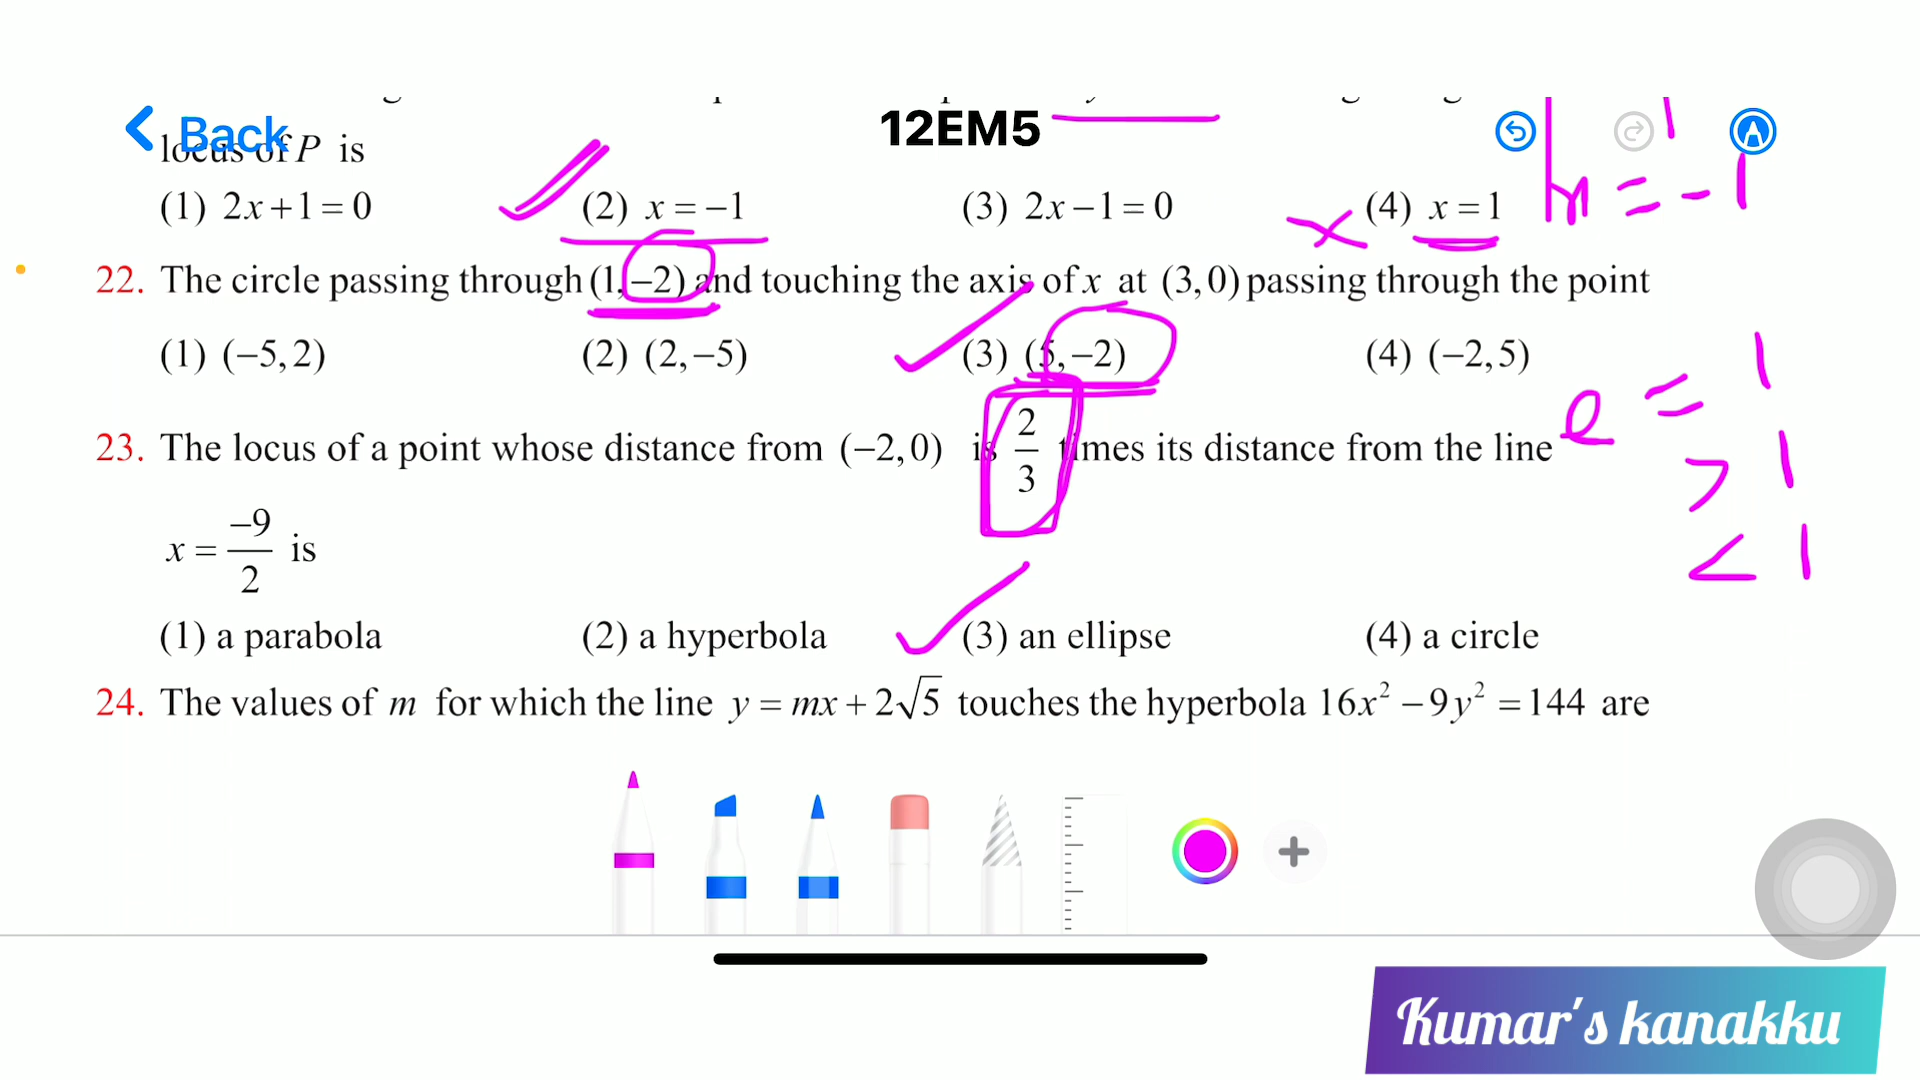 Back
12EM5
locus of P is
(1) 2x+1=0 (2) x=−1 (3) 2x−1=0 (4) x=1
x=-1
22. The circle passing through (1,−2) and touching the axis of x at (3,0) passing through the point
(1) (−5,2) (2) (2,−5) (3) (5,−2) (4) (−2,5)
e = 1
> 1
< 1
23. The locus of a point whose distance from (−2,0) is 2/3 times its distance from the line
x = −9/2 is
(1) a parabola (2) a hyperbola (3) an ellipse (4) a circle
24. The values of m for which the line y = mx + 2√5 touches the hyperbola 16x² − 9y² = 144 are
Kumar's kanakku